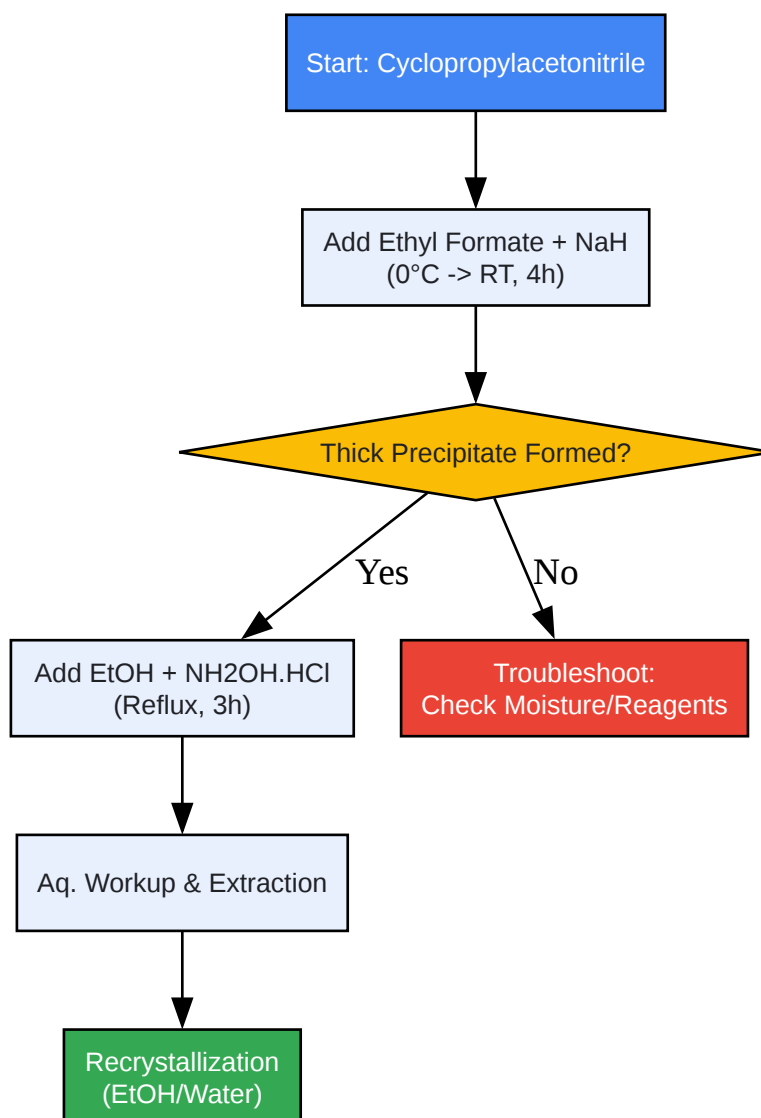 Start: Cyclopropylacetonitrile
Add Ethyl Formate + NaH
(0°C -> RT, 4h)
Thick Precipitate Formed?
Yes
No
Add EtOH + NH2OH.HCl
(Reflux, 3h)
Troubleshoot:
Check Moisture/Reagents
Aq. Workup & Extraction
Recrystallization
(EtOH/Water)